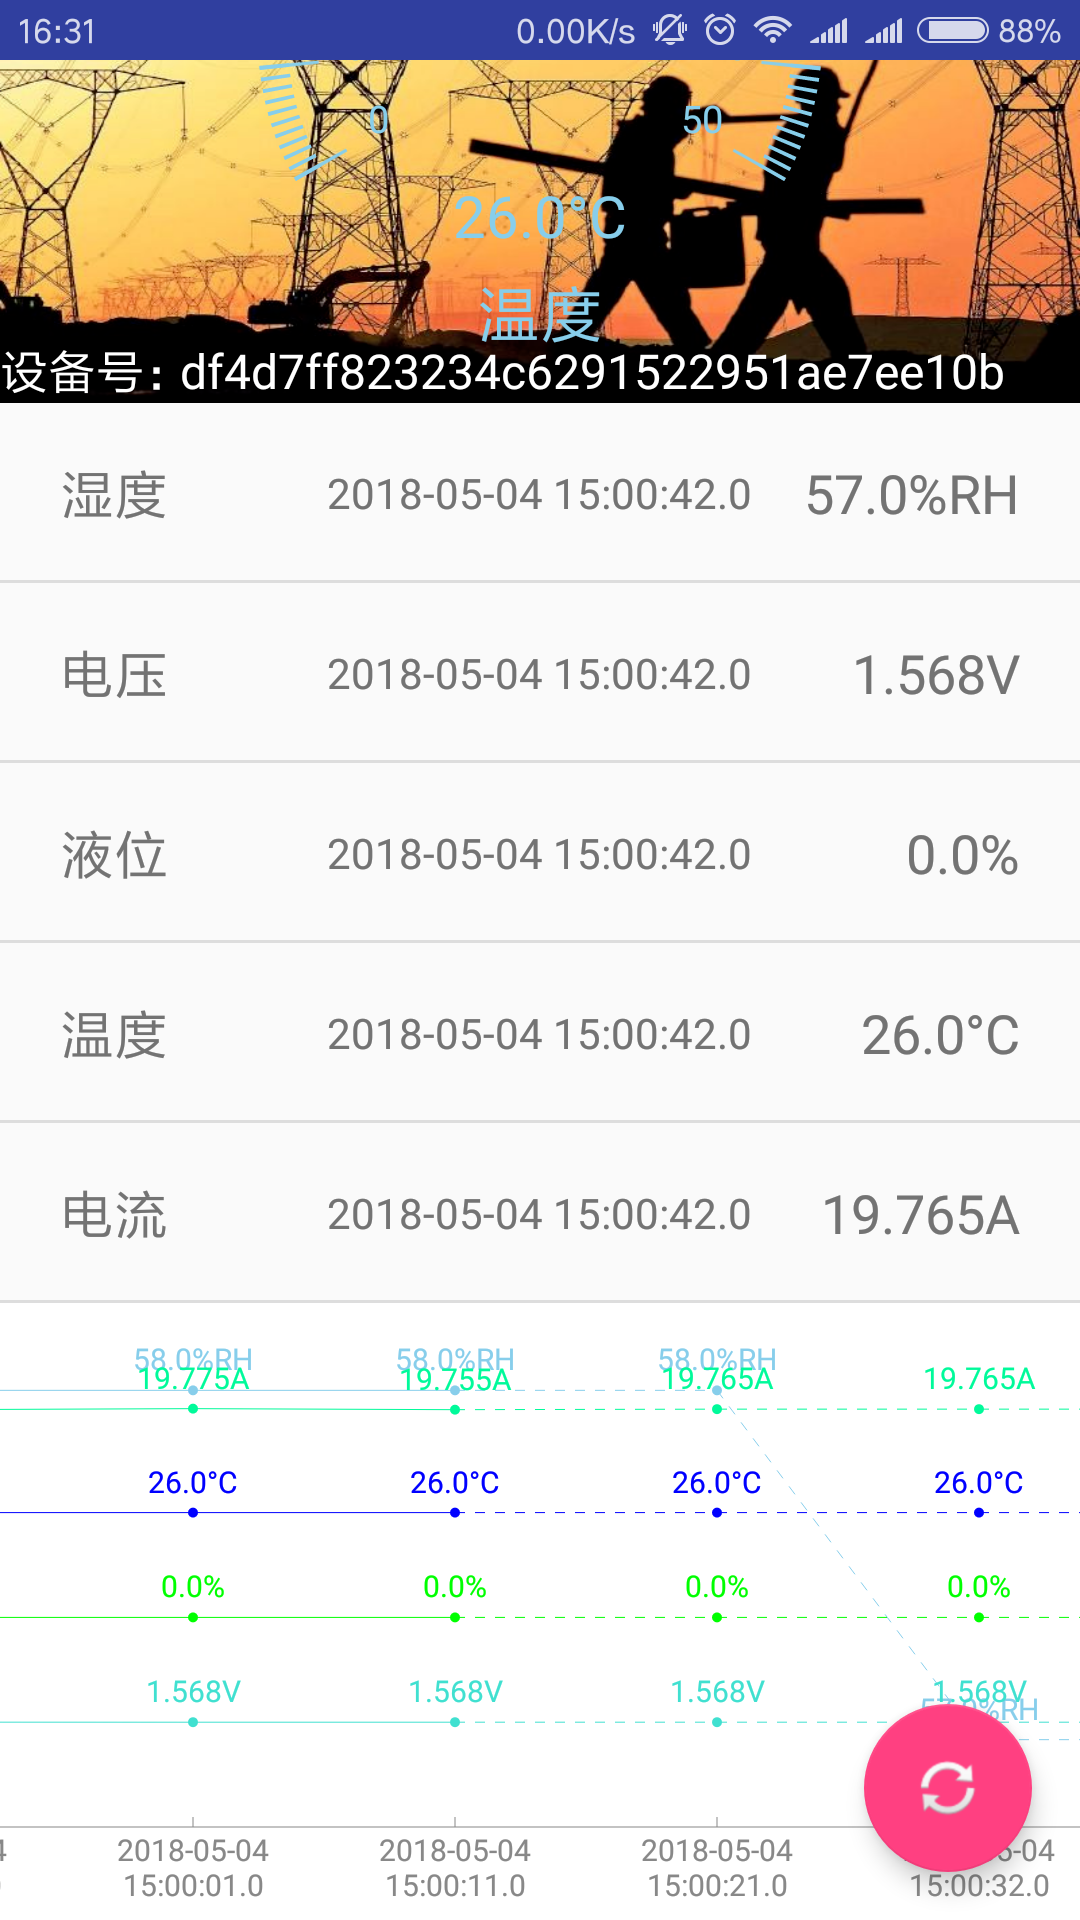 16:31 0.00K/s 88%
0 50
26.0°C
温度
设备号: df4d7ff823234c6291522951ae7ee10b
湿度 2018-05-04 15:00:42.0 57.0%RH
电压 2018-05-04 15:00:42.0 1.568V
液位 2018-05-04 15:00:42.0 0.0%
温度 2018-05-04 15:00:42.0 26.0°C
电流 2018-05-04 15:00:42.0 19.765A
58.0%RH 58.0%RH 58.0%RH
19.775A 19.755A 19.765A 19.765A
26.0°C 26.0°C 26.0°C 26.0°C
0.0% 0.0% 0.0% 0.0%
1.568V 1.568V 1.568V 1.568V
%RH
2018-05-04 2018-05-04 2018-05-04 5-04
15:00:01.0 15:00:11.0 15:00:21.0 15:00:32.0